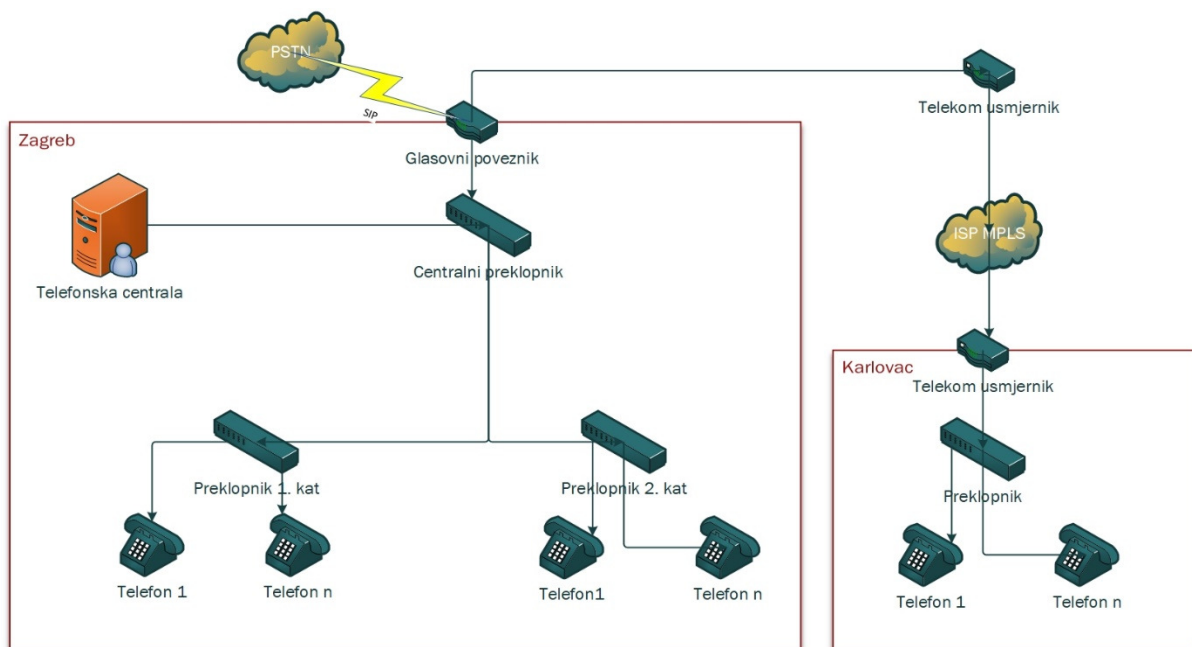 PSTN
SIP
Telekom usmjernik
Zagreb
Glasovni poveznik
Telefonska centrala
Centralni preklopnik
ISP MPLS
Karlovac
Telekom usmjernik
Preklopnik 1. kat
Preklopnik 2. kat
Preklopnik
Telefon 1
Telefon n
Telefon1
Telefon n
Telefon 1
Telefon n